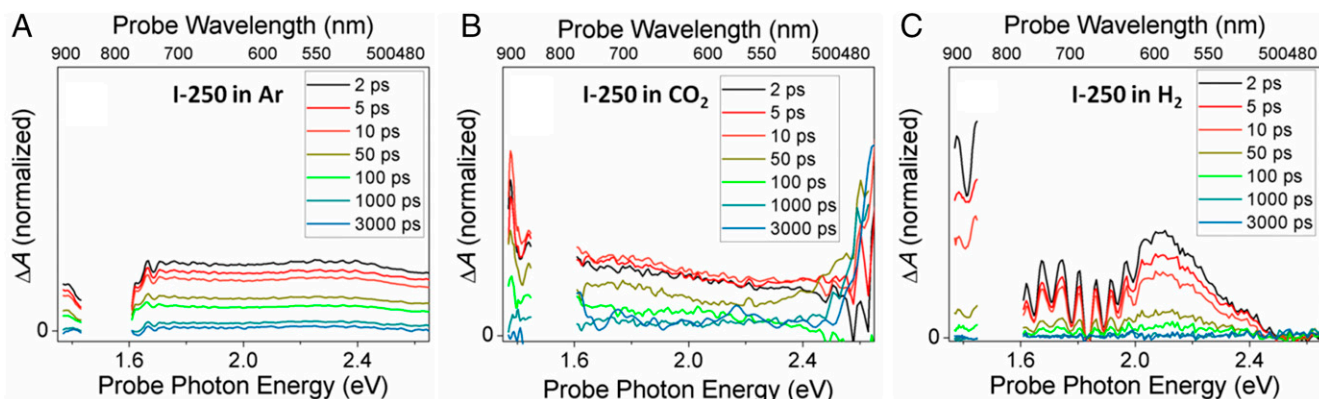 A
Probe Wavelength (nm)
900 800 700 600 550 500 480
I-250 in Ar
2 ps
5 ps
10 ps
50 ps
100 ps
1000 ps
3000 ps
ΔA (normalized)
0
1.6 2.0 2.4
Probe Photon Energy (eV)
B
Probe Wavelength (nm)
900 800 700 600 550 500 480
I-250 in CO₂
2 ps
5 ps
10 ps
50 ps
100 ps
1000 ps
3000 ps
ΔA (normalized)
0
1.6 2.0 2.4
Probe Photon Energy (eV)
C
Probe Wavelength (nm)
900 800 700 600 550 500 480
I-250 in H₂
2 ps
5 ps
10 ps
50 ps
100 ps
1000 ps
3000 ps
ΔA (normalized)
0
1.6 2.0 2.4
Probe Photon Energy (eV)